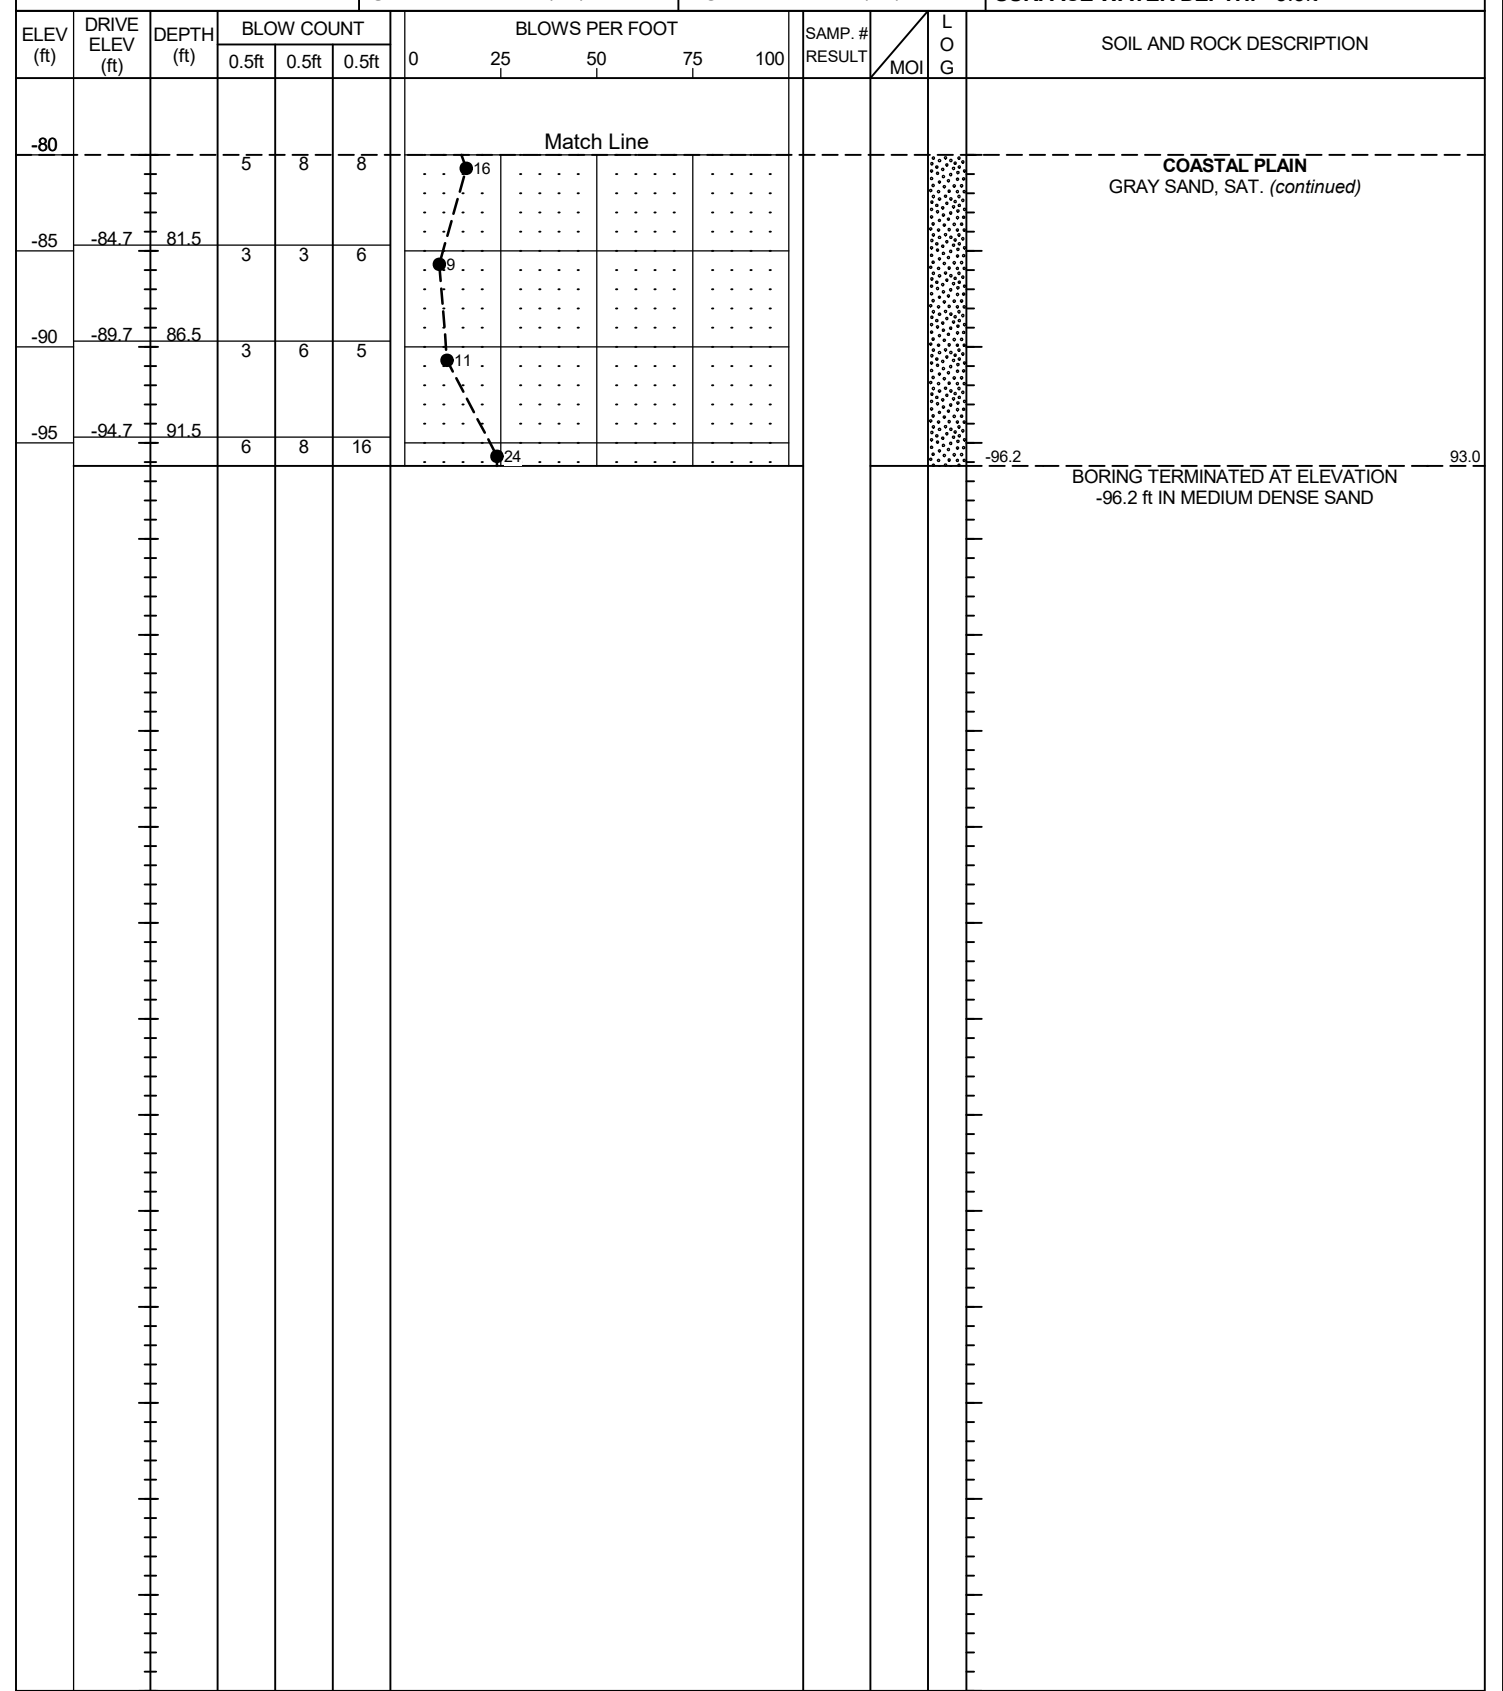 ELEV (ft) DRIVE ELEV (ft) DEPTH (ft) BLOW COUNT BLOWS PER FOOT SAMP. # RESULT MOI LOG SOIL AND ROCK DESCRIPTION
0.5ft 0.5ft 0.5ft 0 25 50 75 100
Match Line
-80
5 8 8 16 COASTAL PLAIN
GRAY SAND, SAT. (continued)
-85 -84.7 81.5
3 3 6 9
-90 -89.7 86.5
3 6 5 11
-95 -94.7 91.5
6 8 16 24 -96.2 93.0
BORING TERMINATED AT ELEVATION
-96.2 ft IN MEDIUM DENSE SAND